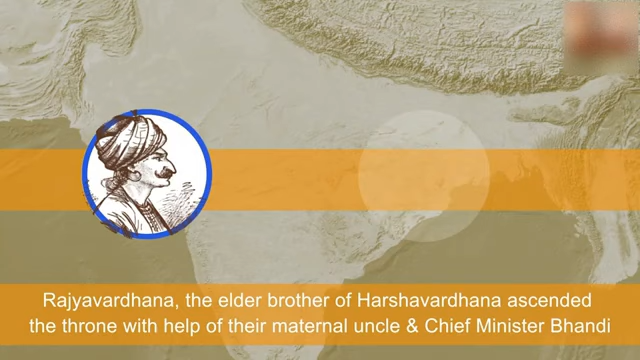 Rajyavardhana, the elder brother of Harshavardhana ascended
the throne with help of their maternal uncle & Chief Minister Bhandi